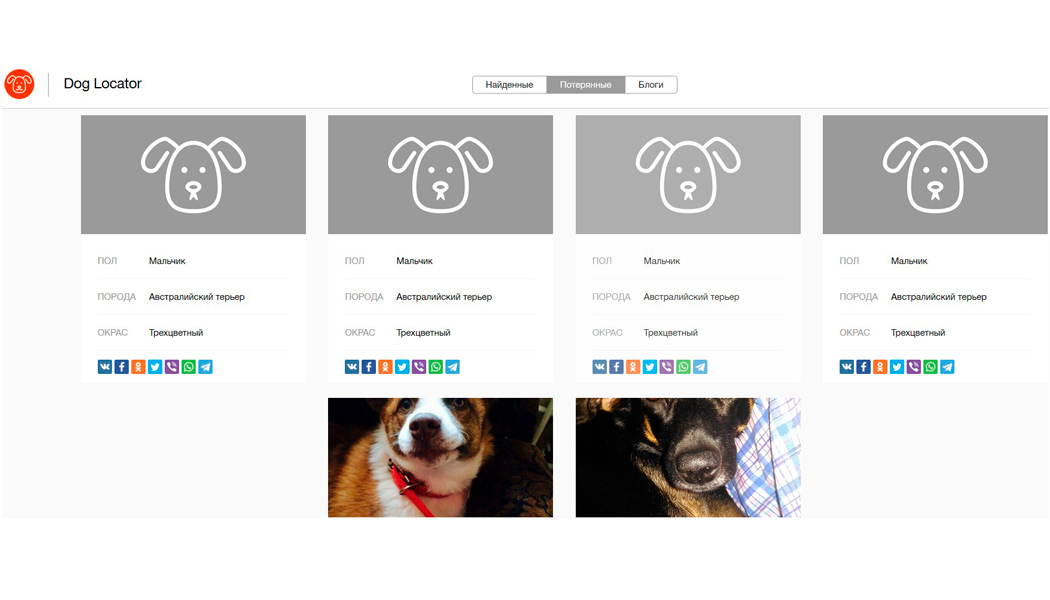 Dog Locator
Найденные Потерянные Блоги
ПОЛ Мальчик ПОЛ Мальчик ПОЛ Мальчик ПОЛ Мальчик
ПОРОДА Австралийский терьер ПОРОДА Австралийский терьер ПОРОДА Австралийский терьер ПОРОДА Австралийский терьер
ОКРАС Трехцветный ОКРАС Трехцветный ОКРАС Трехцветный ОКРАС Трехцветный